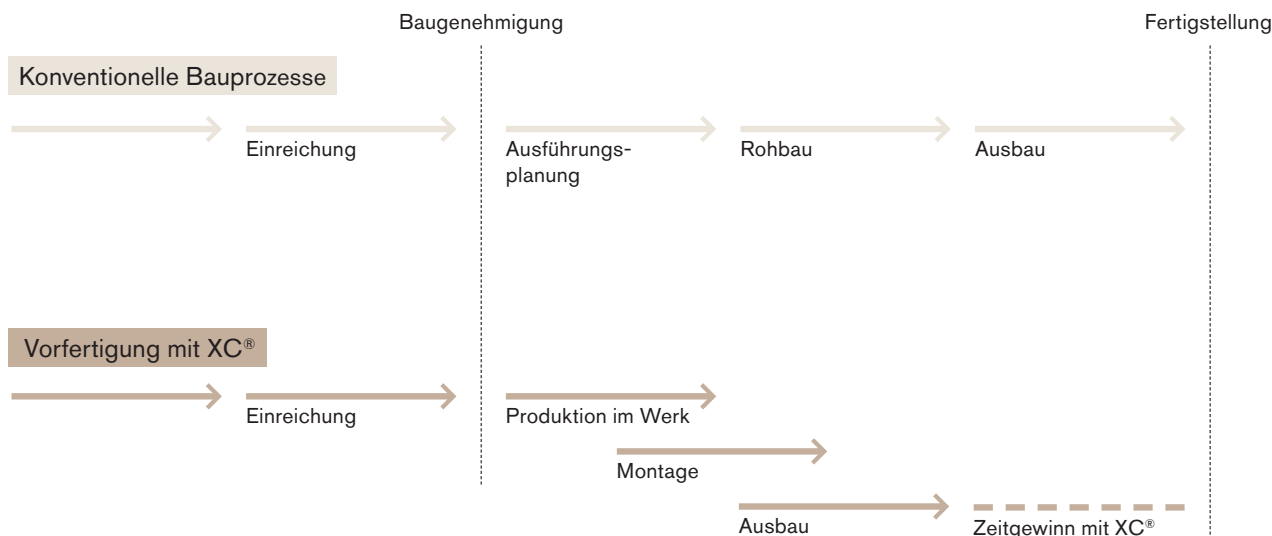 Baugenehmigung
Fertigstellung
Konventionelle Bauprozesse
Einreichung
Ausführungs-
planung
Rohbau
Ausbau
Vorfertigung mit XC®
Einreichung
Produktion im Werk
Montage
Ausbau
Zeitgewinn mit XC®